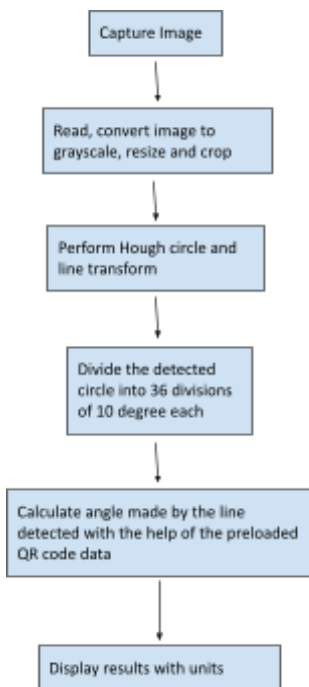 Capture Image
Read, convert image to
grayscale, resize and crop
Perform Hough circle and
line transform
Divide the detected
circle into 36 divisions
of 10 degree each
Calculate angle made by the line
detected with the help of the preloaded
QR code data
Display results with units